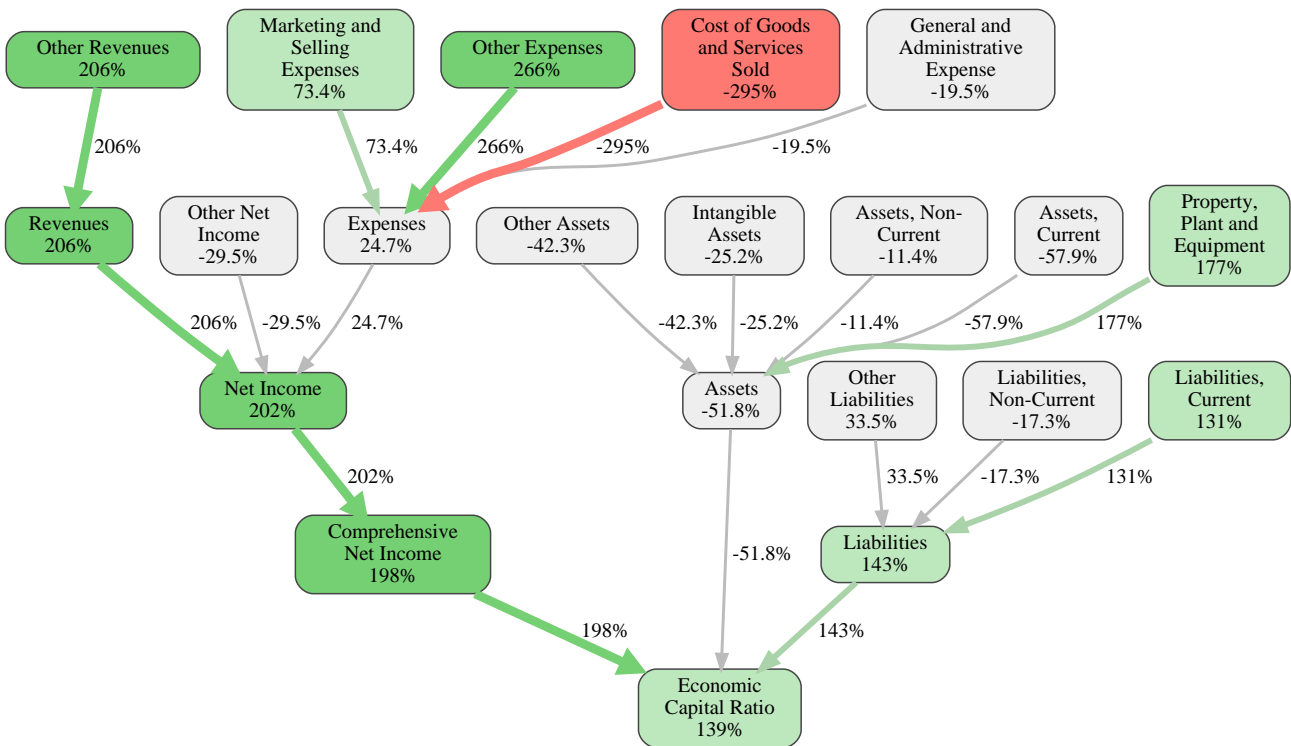 Other Revenues
206%
Marketing and
Selling
Expenses
73.4%
Other Expenses
266%
Cost of Goods
and Services
Sold
-295%
General and
Administrative
Expense
-19.5%
206%
73.4%
266%
-295%
-19.5%
Revenues
206%
Other Net
Income
-29.5%
Expenses
24.7%
Other Assets
-42.3%
Intangible
Assets
-25.2%
Assets, Non-
Current
-11.4%
Assets,
Current
-57.9%
Property,
Plant and
Equipment
177%
206%
-29.5%
24.7%
-42.3%
-25.2%
-11.4%
-57.9%
177%
Net Income
202%
Assets
-51.8%
Other
Liabilities
33.5%
Liabilities,
Non-Current
-17.3%
Liabilities,
Current
131%
202%
33.5%
-17.3%
131%
Comprehensive
Net Income
198%
-51.8%
Liabilities
143%
198%
143%
Economic
Capital Ratio
139%